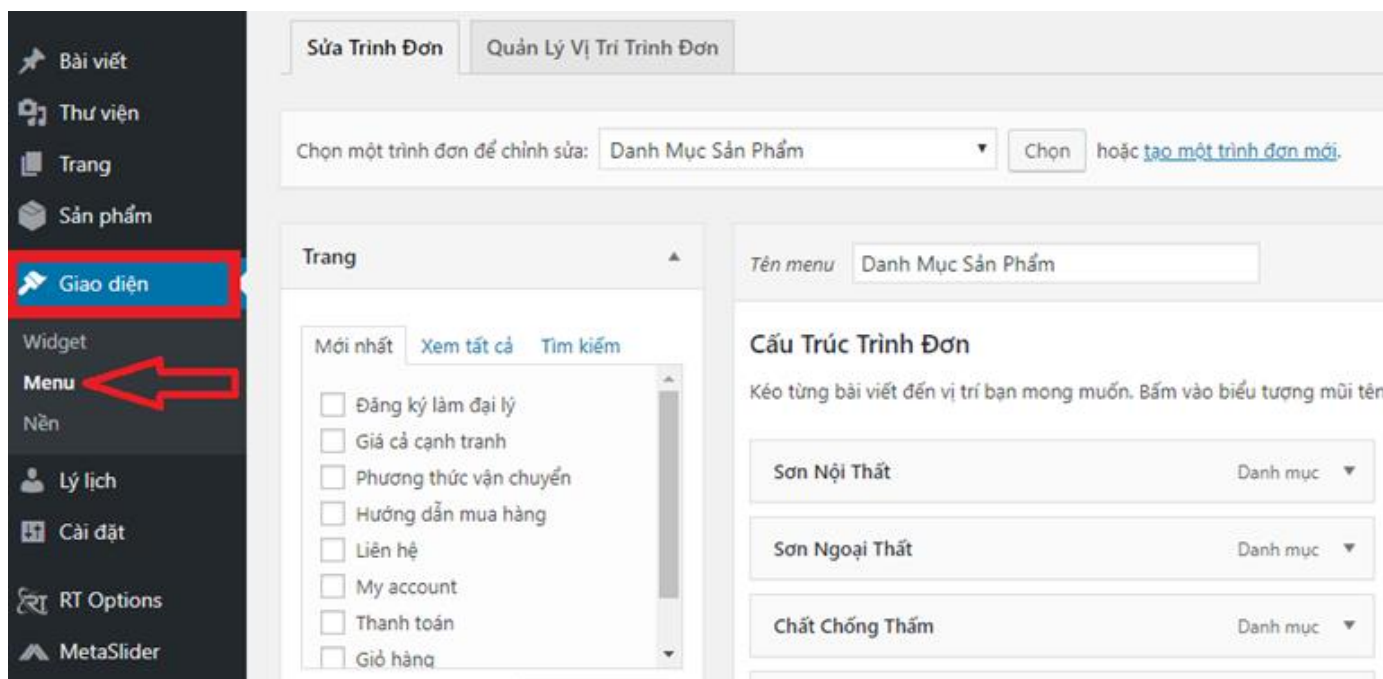 Bài viết
Thư viện
Trang
Sản phẩm
Giao diện
Widget
Menu
Nền
Lý lịch
Cài đặt
RT Options
MetaSlider
Sửa Trình Đơn
Quản Lý Vị Trí Trình Đơn
Chọn một trình đơn để chỉnh sửa: Danh Mục Sản Phẩm Chọn hoặc tạo một trình đơn mới.
Trang
Mới nhất Xem tất cả Tìm kiếm
Đăng ký làm đại lý
Giá cả cạnh tranh
Phương thức vận chuyển
Hướng dẫn mua hàng
Liên hệ
My account
Thanh toán
Giỏ hàng
Tên menu Danh Mục Sản Phẩm
Cấu Trúc Trình Đơn
Kéo từng bài viết đến vị trí bạn mong muốn. Bấm vào biểu tượng mũi tên
Sơn Nội Thất Danh mục
Sơn Ngoại Thất Danh mục
Chất Chống Thấm Danh mục